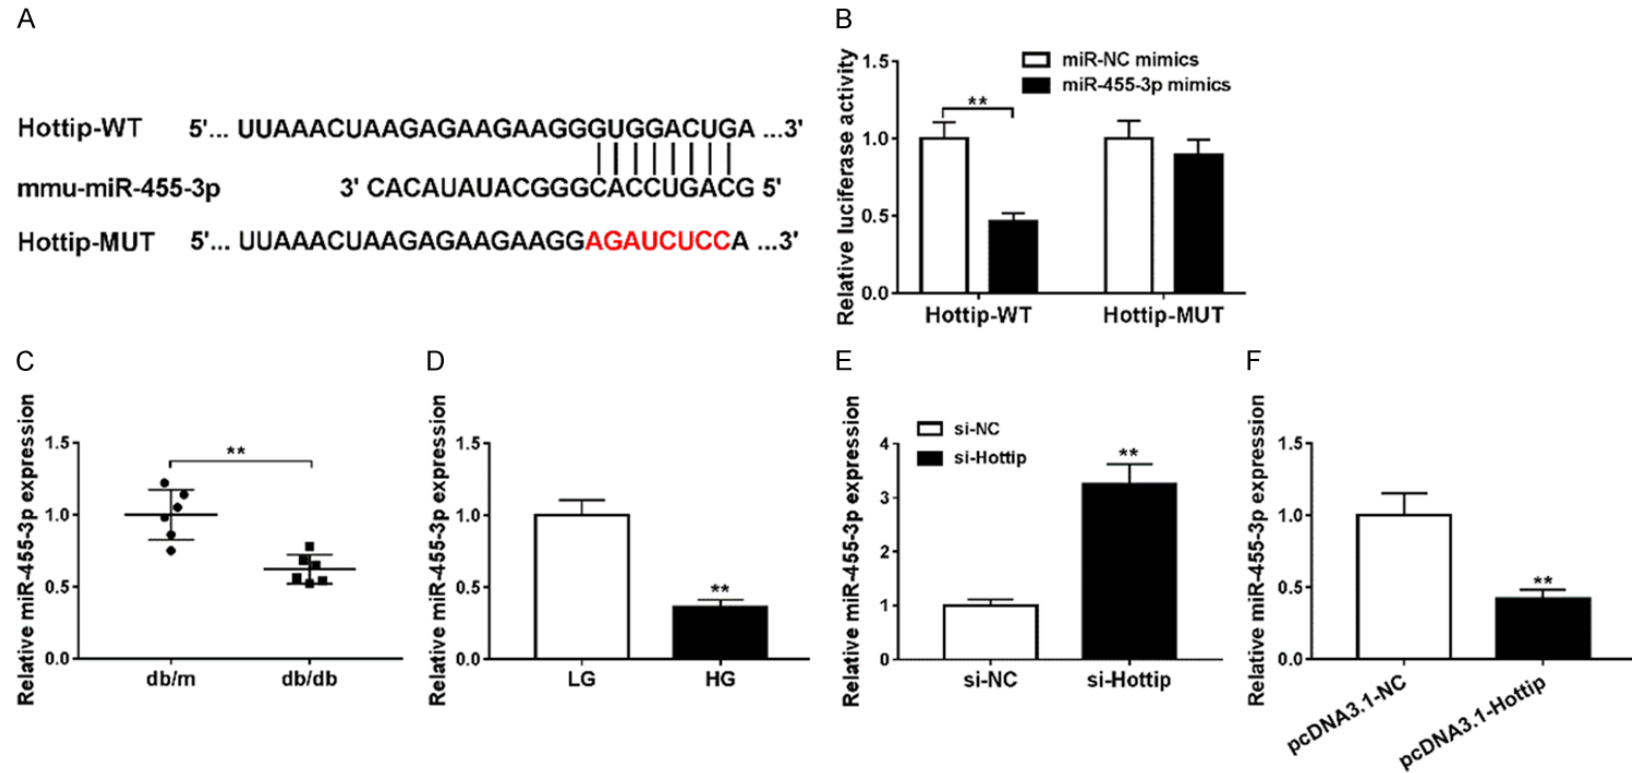 A
Hottip-WT 5'... UUAAACUAAGAGAAGAAGGGUGGACUGA ...3'
mmu-miR-455-3p 3' CACAUAUACGGGCACCUGACG 5'
Hottip-MUT 5'... UUAAACUAAGAGAAGAAGGAGAUCUCCA ...3'
B
Relative luciferase activity
1.5
1.0
0.5
0.0
miR-NC mimics
miR-455-3p mimics
**
Hottip-WT Hottip-MUT
C
Relative miR-455-3p expression
1.5
1.0
0.5
0.0
**
db/m db/db
D
Relative miR-455-3p expression
1.5
1.0
0.5
0.0
**
LG HG
E
Relative miR-455-3p expression
4
3
2
1
0
si-NC
si-Hottip
**
si-NC si-Hottip
F
Relative miR-455-3p expression
1.5
1.0
0.5
0.0
**
pcDNA3.1-NC
pcDNA3.1-Hottip